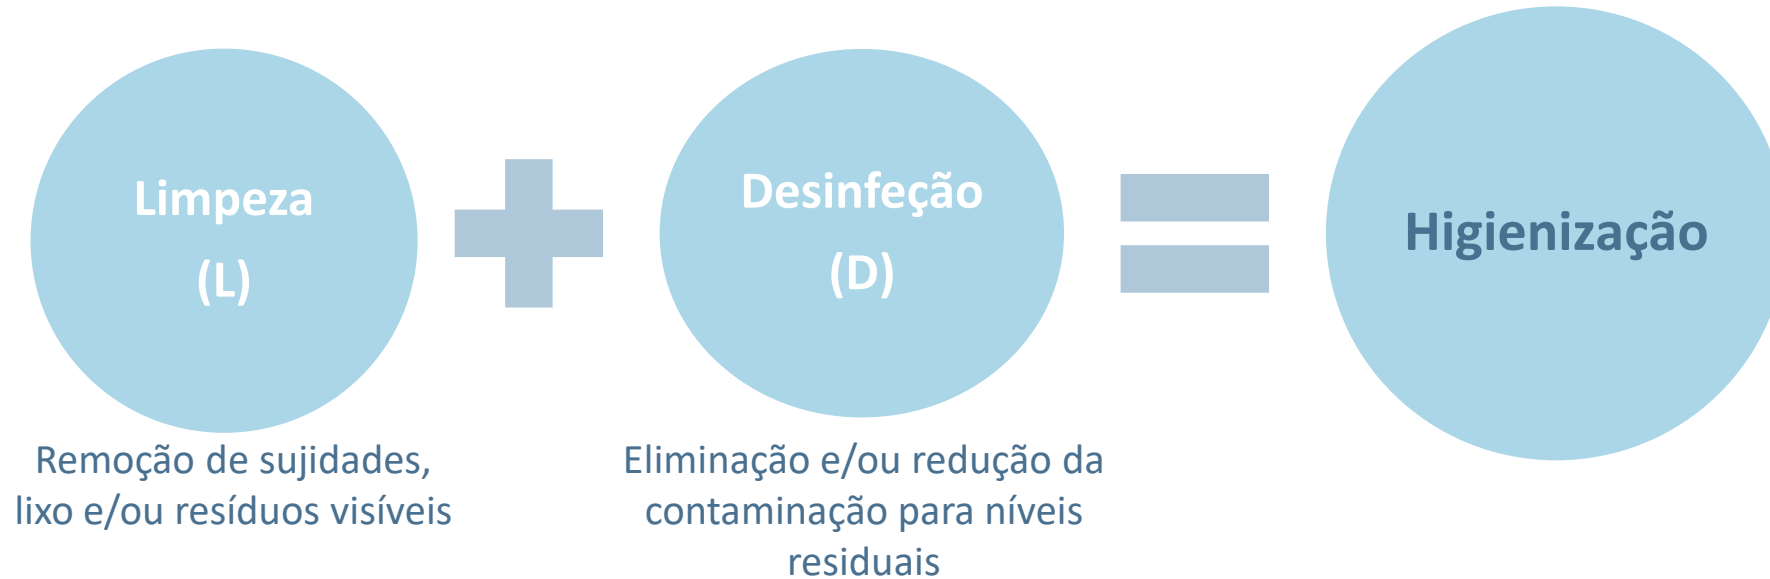 Limpeza
(L)
Remoção de sujidades,
lixo e/ou resíduos visíveis
Desinfeção
(D)
Eliminação e/ou redução da
contaminação para níveis
residuais
Higienização